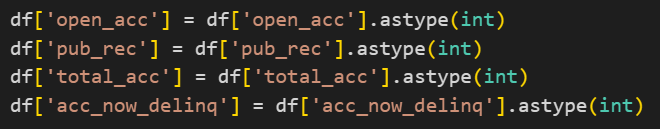 df['open_acc'] = df['open_acc'].astype(int)
df['pub_rec'] = df['pub_rec'].astype(int)
df['total_acc'] = df['total_acc'].astype(int)
df['acc_now_delinq'] = df['acc_now_delinq'].astype(int)